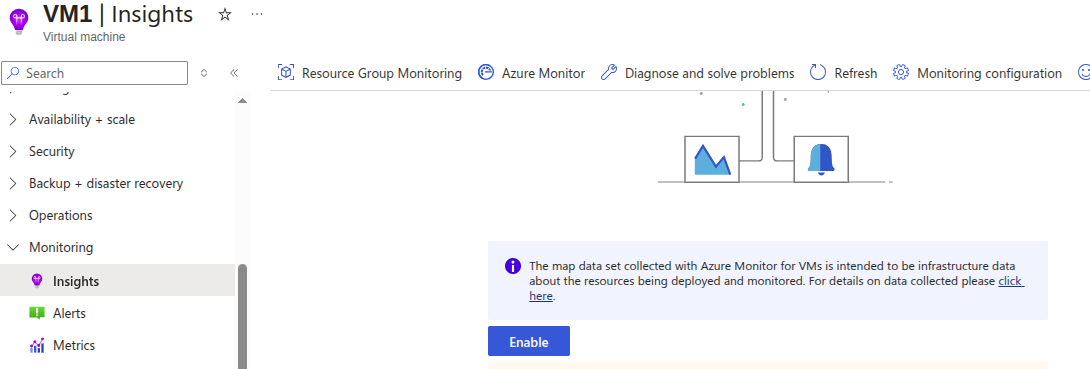 VM1 | Insights
Virtual machine
Search
Resource Group Monitoring
Azure Monitor
Diagnose and solve problems
Refresh
Monitoring configuration
Availability + scale
Security
Backup + disaster recovery
Operations
Monitoring
Insights
Alerts
Metrics
The map data set collected with Azure Monitor for VMs is intended to be infrastructure data
about the resources being deployed and monitored. For details on data collected please click
here.
Enable